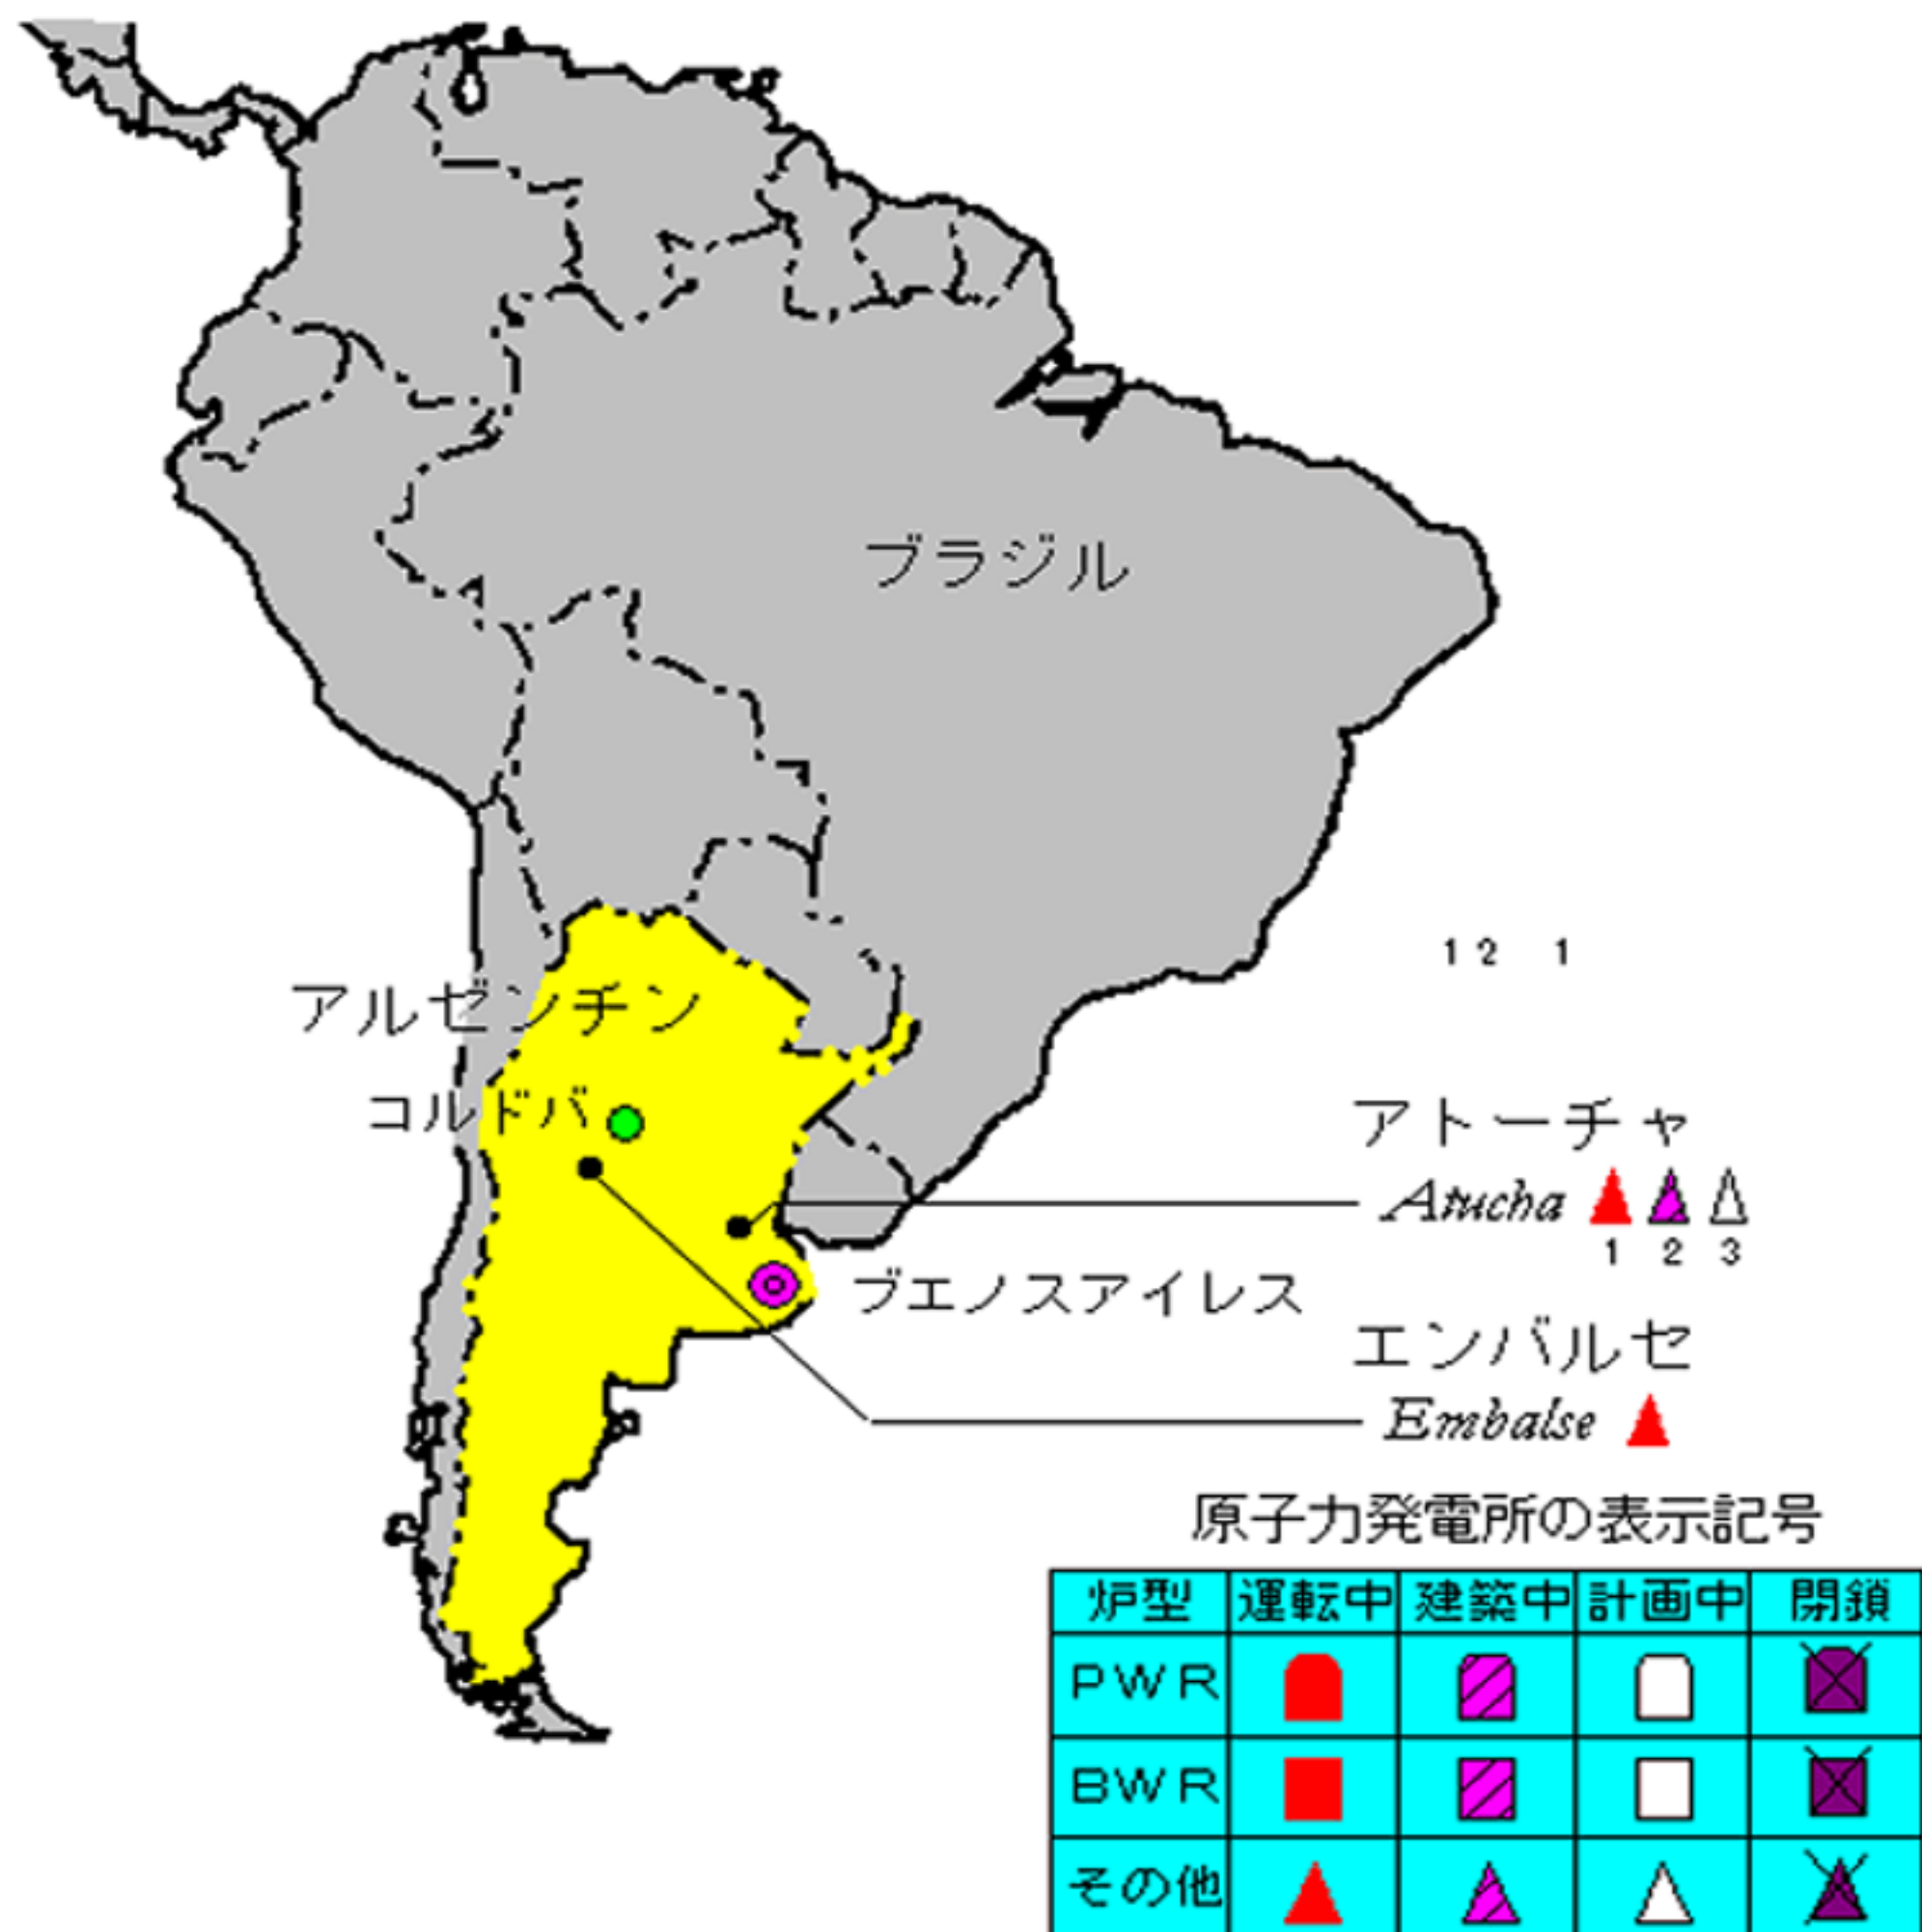 ブラジル
1 2 1
アルゼンチン
コルドバ
アトーチャ
Atucha
1 2 3
ブエノスアイレス
エンバルセ
Embalse
原子力発電所の表示記号
炉型 運転中 建築中 計画中 閉鎖
PWR
BWR
その他